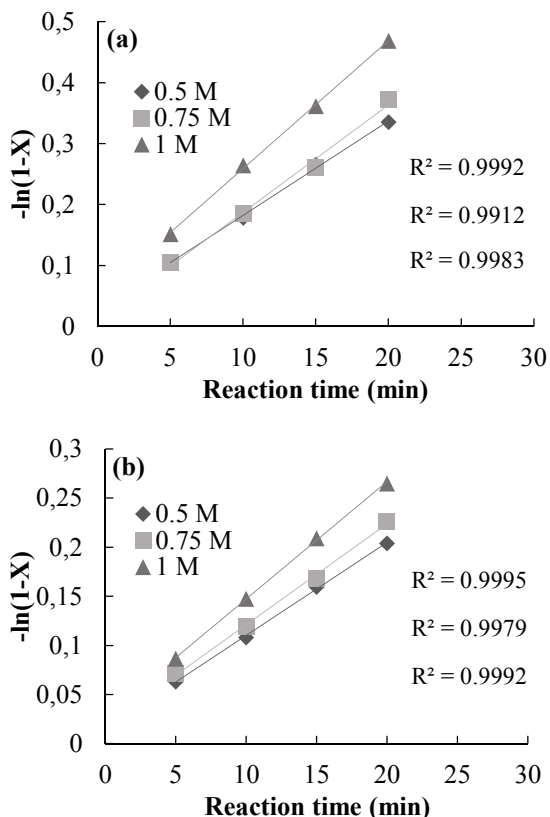 (a)
0,5
0,4
0,3
0,2
0,1
0
-ln(1-X)
0.5 M
0.75 M
1 M
R² = 0.9992
R² = 0.9912
R² = 0.9983
0 5 10 15 20 25 30
Reaction time (min)
(b)
0,3
0,25
0,2
0,15
0,1
0,05
0
-ln(1-X)
0.5 M
0.75 M
1 M
R² = 0.9995
R² = 0.9979
R² = 0.9992
0 5 10 15 20 25 30
Reaction time (min)